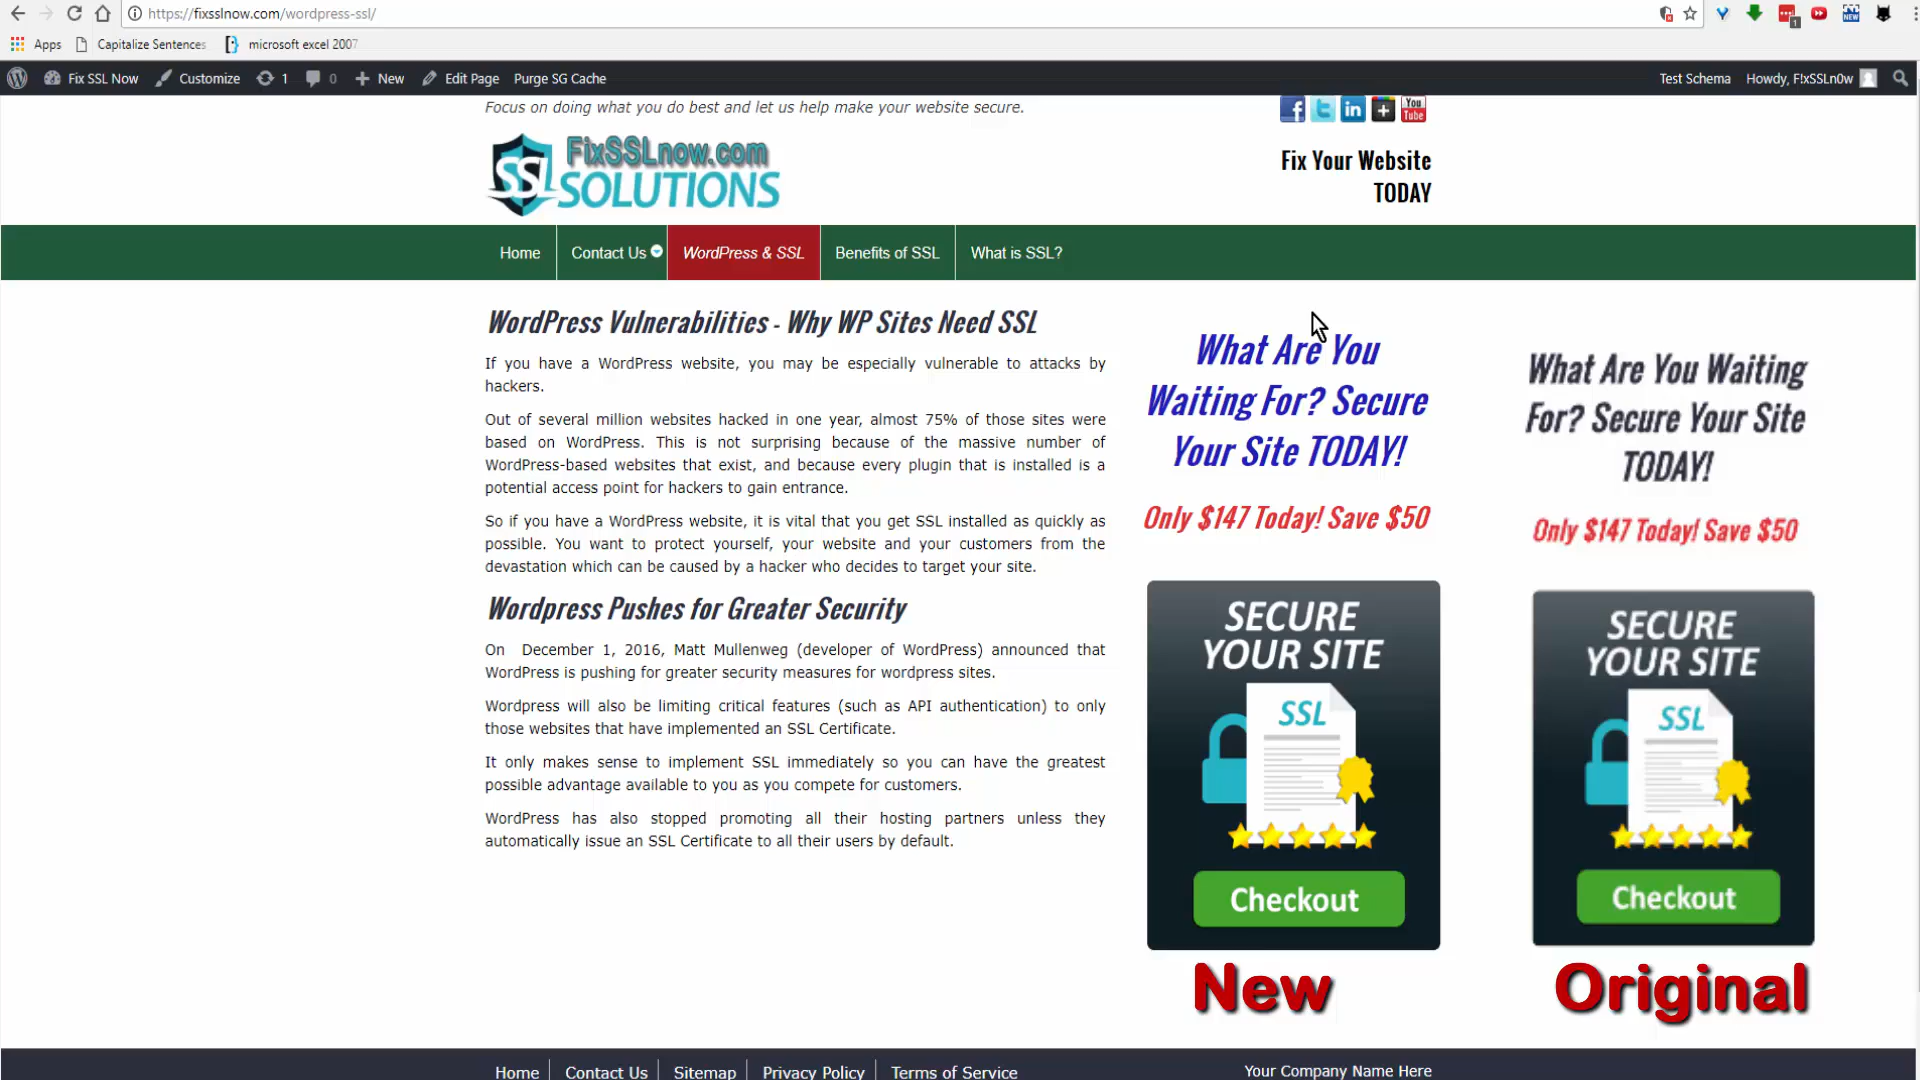 https://fixsslnow.com/wordpress-ssl/
Apps Capitalize Sentences microsoft excel 2007
Fix SSL Now Customize 1 0 New Edit Page Purge SG Cache Test Schema Howdy, F!xSSLn0w
Focus on doing what you do best and let us help make your website secure.
You
Tube
SSL FixSSLnow.com
SOLUTIONS
Fix Your Website
TODAY
Home Contact Us WordPress & SSL Benefits of SSL What is SSL?
WordPress Vulnerabilities - Why WP Sites Need SSL
If you have a WordPress website, you may be especially vulnerable to attacks by
hackers.
Out of several million websites hacked in one year, almost 75% of those sites were
based on WordPress. This is not surprising because of the massive number of
WordPress-based websites that exist, and because every plugin that is installed is a
potential access point for hackers to gain entrance.
So if you have a WordPress website, it is vital that you get SSL installed as quickly as
possible. You want to protect yourself, your website and your customers from the
devastation which can be caused by a hacker who decides to target your site.
Wordpress Pushes for Greater Security
On December 1, 2016, Matt Mullenweg (developer of WordPress) announced that
WordPress is pushing for greater security measures for wordpress sites.
Wordpress will also be limiting critical features (such as API authentication) to only
those websites that have implemented an SSL Certificate.
It only makes sense to implement SSL immediately so you can have the greatest
possible advantage available to you as you compete for customers.
WordPress has also stopped promoting all their hosting partners unless they
automatically issue an SSL Certificate to all their users by default.
What Are You
Waiting For? Secure
Your Site TODAY!
Only $147 Today! Save $50
SECURE
YOUR SITE
SSL
Checkout
New
What Are You Waiting
For? Secure Your Site
TODAY!
Only $147 Today! Save $50
SECURE
YOUR SITE
SSL
Checkout
Original
Home Contact Us Sitemap Privacy Policy Terms of Service Your Company Name Here